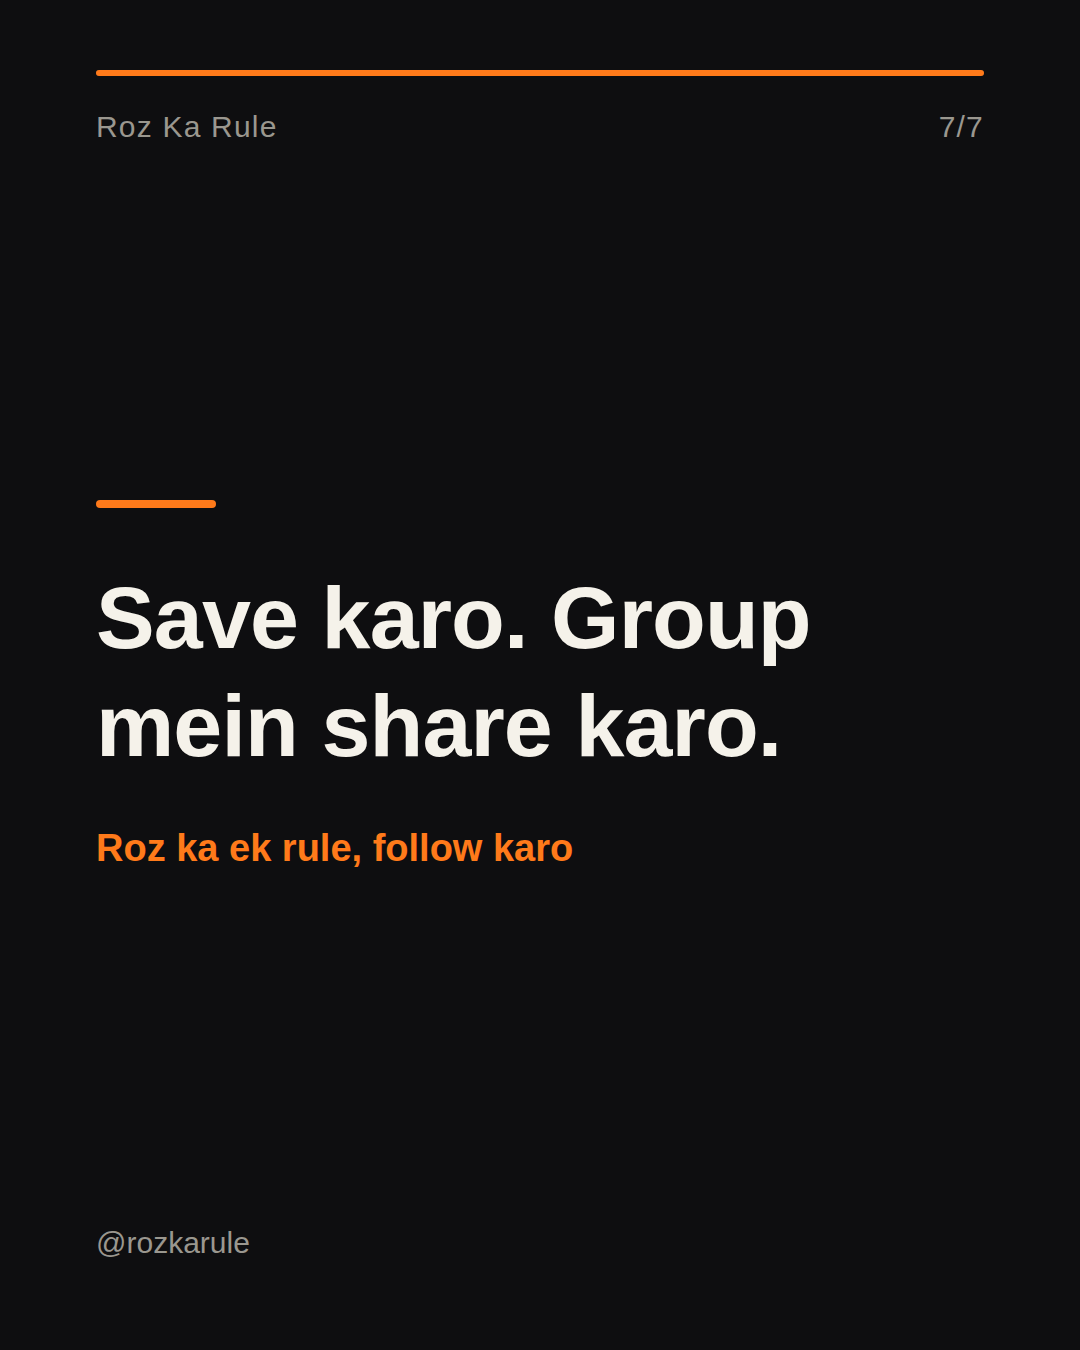 Roz Ka Rule
7/7
Save karo. Group
mein share karo.
Roz ka ek rule, follow karo
@rozkarule